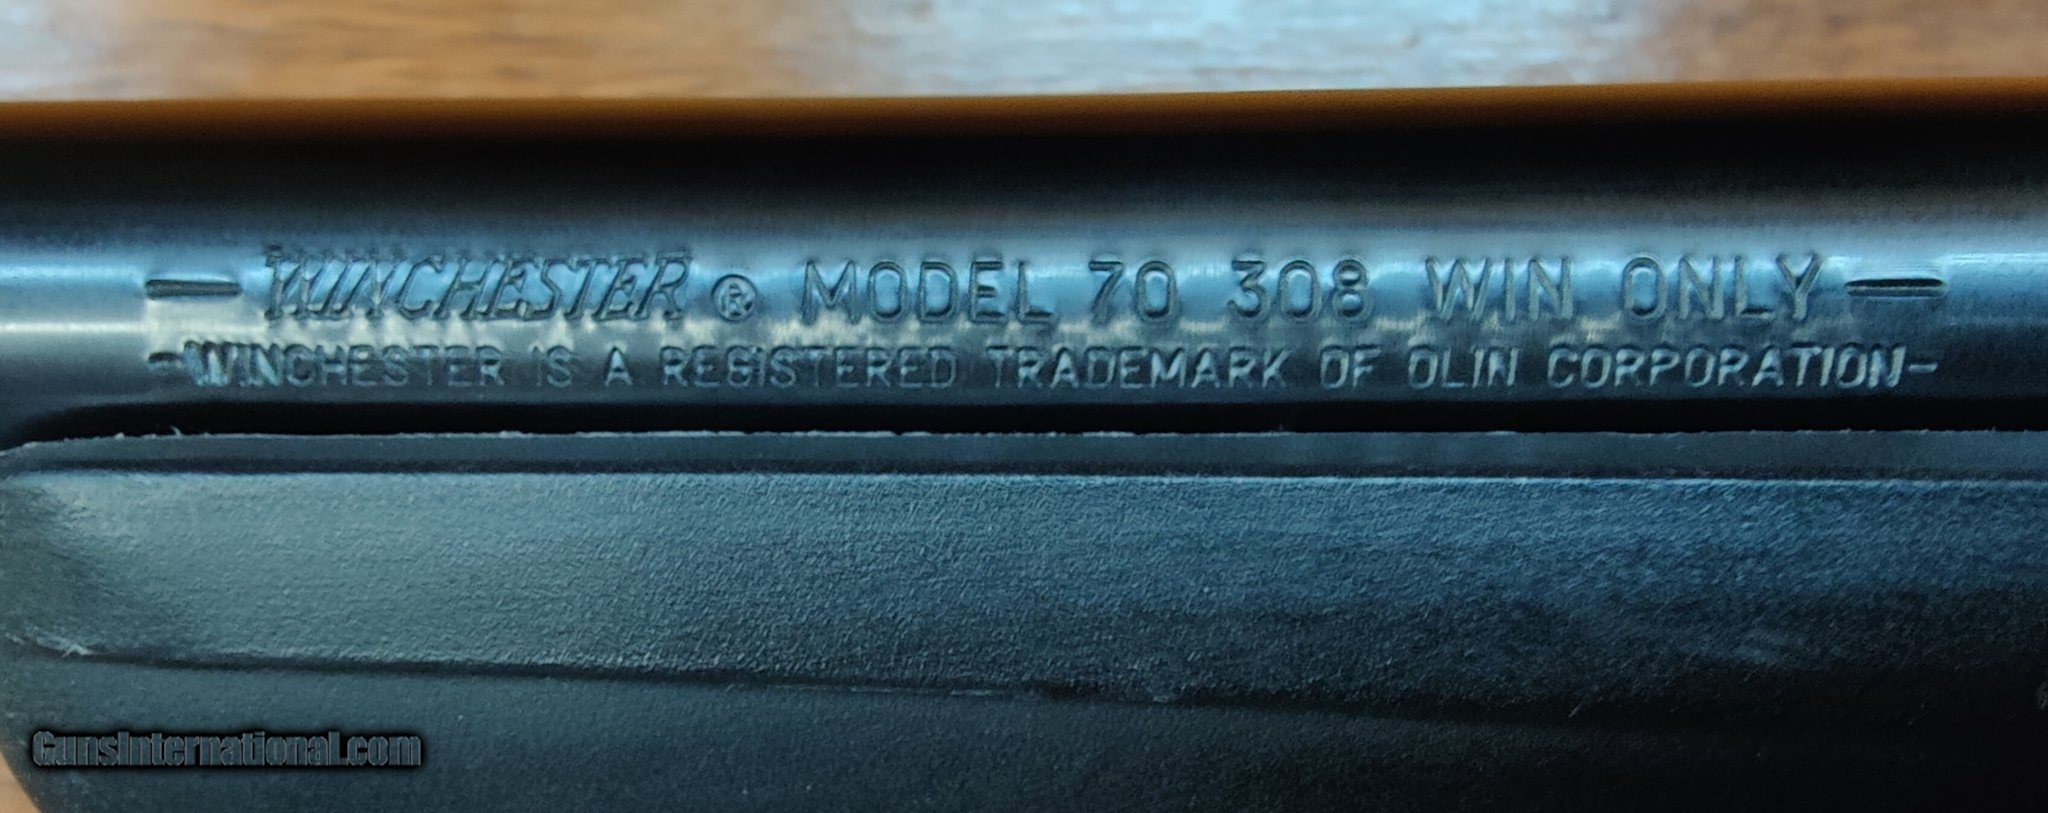 — WINCHESTER ® MODEL 70 308 WIN ONLY —
-WINCHESTER IS A REGISTERED TRADEMARK OF OLIN CORPORATION-
GunsInternational.com